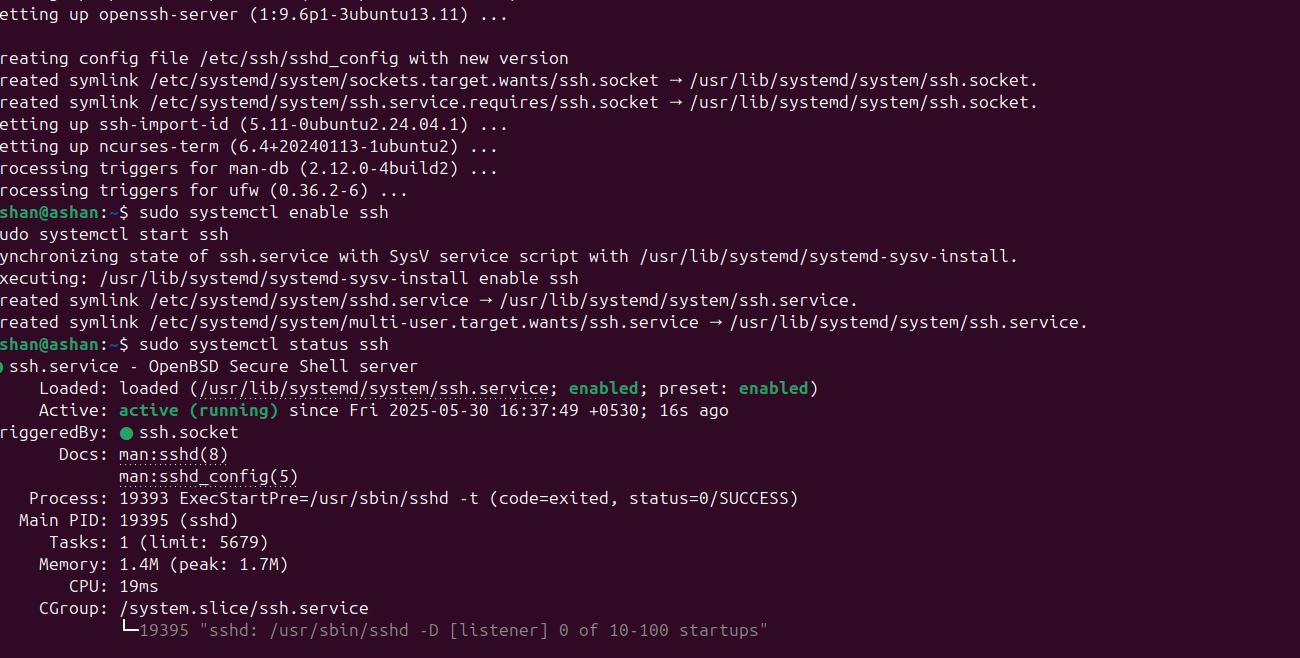 etting up openssh-server (1:9.6p1-3ubuntu13.11) ...
reating config file /etc/ssh/sshd_config with new version
reated symlink /etc/systemd/system/sockets.target.wants/ssh.socket → /usr/lib/systemd/system/ssh.socket.
reated symlink /etc/systemd/system/ssh.service.requires/ssh.socket → /usr/lib/systemd/system/ssh.socket.
etting up ssh-import-id (5.11-0ubuntu2.24.04.1) ...
etting up ncurses-term (6.4+20240113-1ubuntu2) ...
rocessing triggers for man-db (2.12.0-4build2) ...
rocessing triggers for ufw (0.36.2-6) ...
shan@ashan:~$ sudo systemctl enable ssh
udo systemctl start ssh
ynchronizing state of ssh.service with SysV service script with /usr/lib/systemd/systemd-sysv-install.
xecuting: /usr/lib/systemd/systemd-sysv-install enable ssh
reated symlink /etc/systemd/system/sshd.service → /usr/lib/systemd/system/ssh.service.
reated symlink /etc/systemd/system/multi-user.target.wants/ssh.service → /usr/lib/systemd/system/ssh.service.
shan@ashan:~$ sudo systemctl status ssh
● ssh.service - OpenBSD Secure Shell server
Loaded: loaded (/usr/lib/systemd/system/ssh.service; enabled; preset: enabled)
Active: active (running) since Fri 2025-05-30 16:37:49 +0530; 16s ago
riggeredBy: ● ssh.socket
Docs: man:sshd(8)
man:sshd_config(5)
Process: 19393 ExecStartPre=/usr/sbin/sshd -t (code=exited, status=0/SUCCESS)
Main PID: 19395 (sshd)
Tasks: 1 (limit: 5679)
Memory: 1.4M (peak: 1.7M)
CPU: 19ms
CGroup: /system.slice/ssh.service
└─19395 "sshd: /usr/sbin/sshd -D [listener] 0 of 10-100 startups"